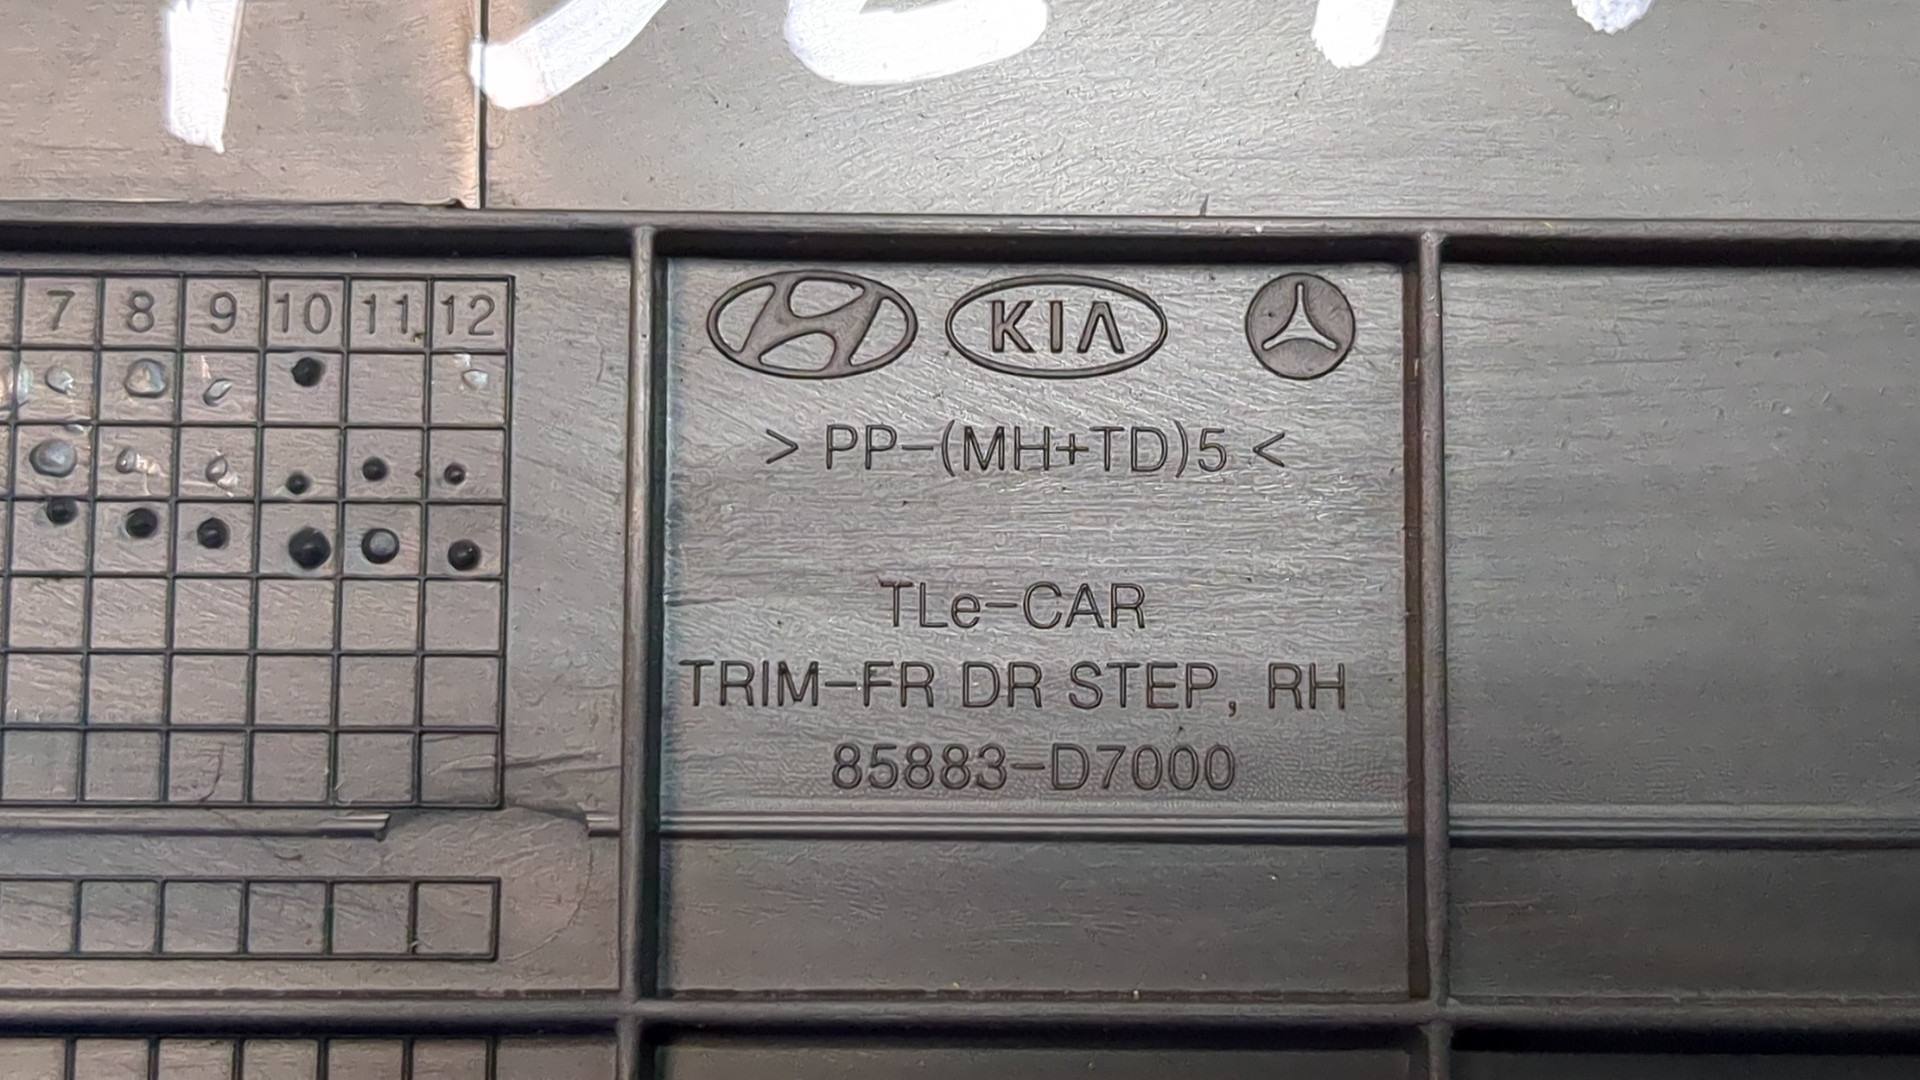 7 8 9 10 11 12
KIA
> PP-(MH+TD)5 <
TLe-CAR
TRIM-FR DR STEP, RH
85883-D7000